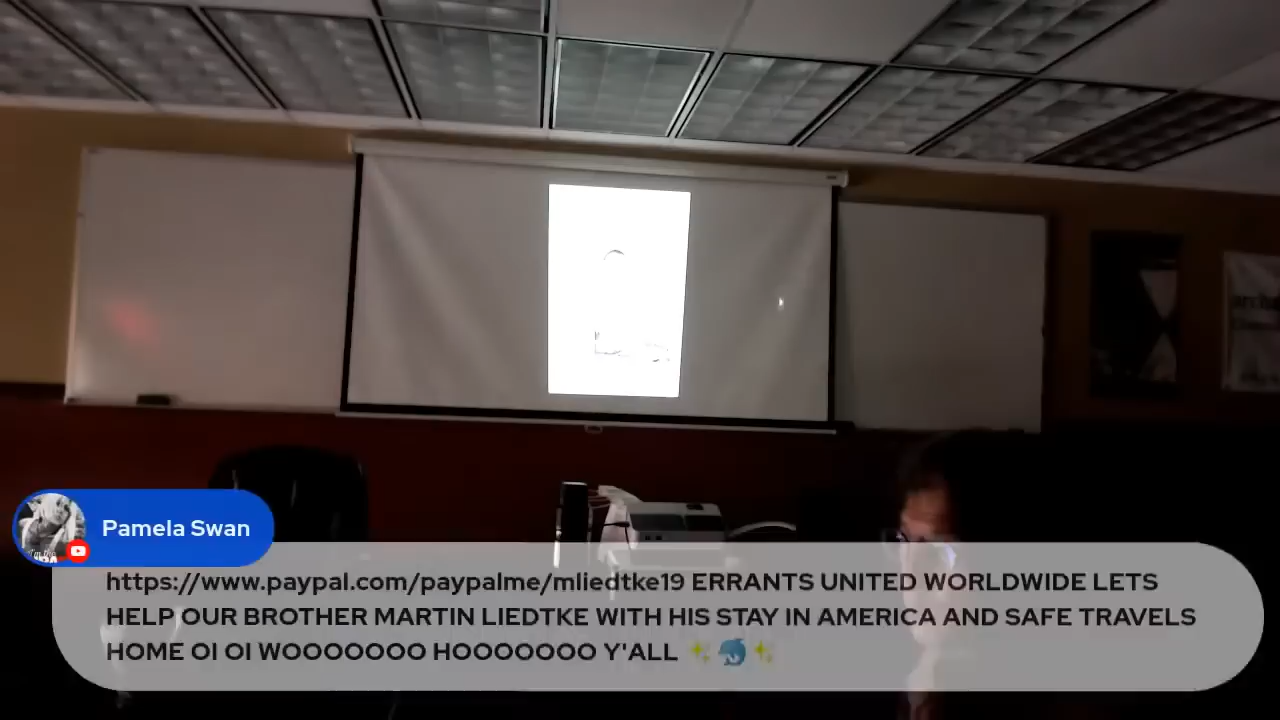 Pamela Swan
https://www.paypal.com/paypalme/mliedtke19 ERRANTS UNITED WORLDWIDE LETS
HELP OUR BROTHER MARTIN LIEDTKE WITH HIS STAY IN AMERICA AND SAFE TRAVELS
HOME OI OI WOOOOOOO HOOOOOOO Y'ALL ✨🐬✨